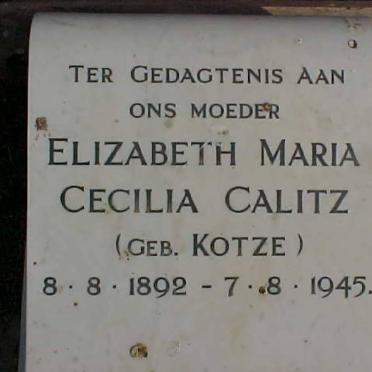 TER GEDAGTENIS AAN
ONS MOEDER
ELIZABETH MARIA
CECILIA CALITZ
(GEB. KOTZE)
8 · 8 · 1892 - 7 · 8 · 1945.